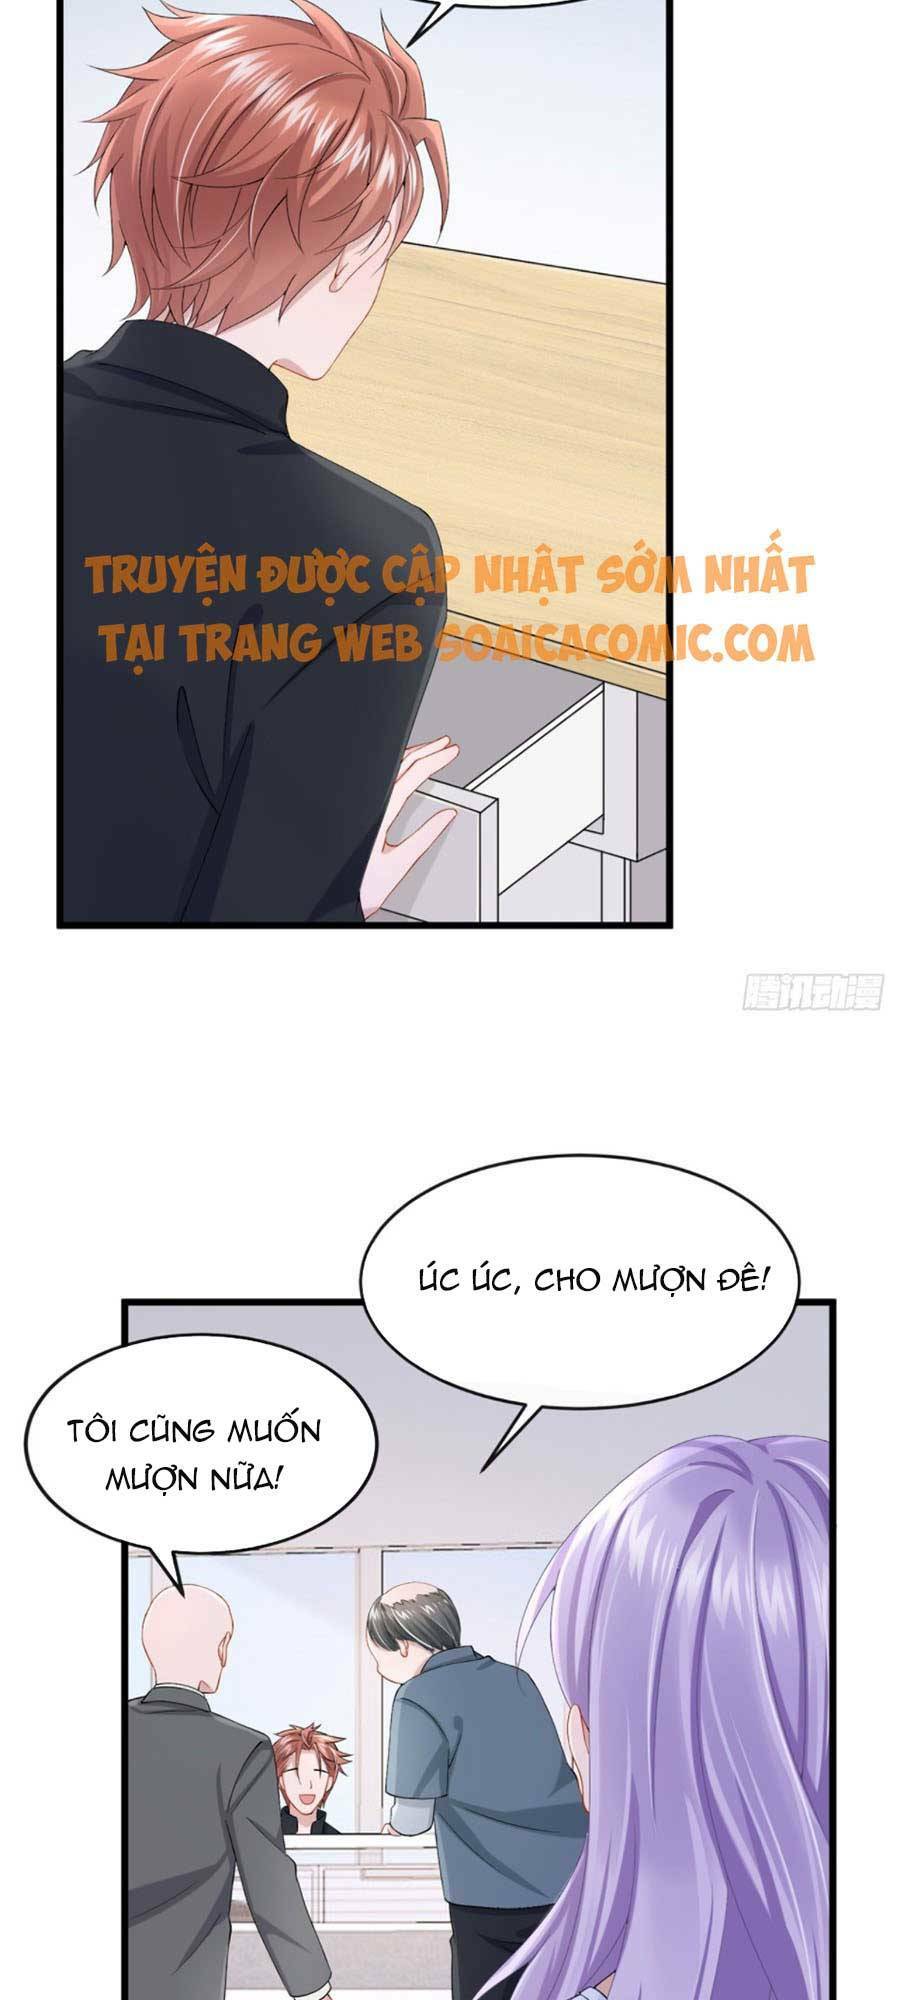 TRUYỆN ĐƯỢC CẬP NHẬT SỚM NHẤT
TẠI TRANG WEB SOAICACOMIC.COM
腾讯动漫
ÚC ÚC, CHO MƯỢN ĐÊ!
TÔI CŨNG MUỐN
MƯỢN NỮA!